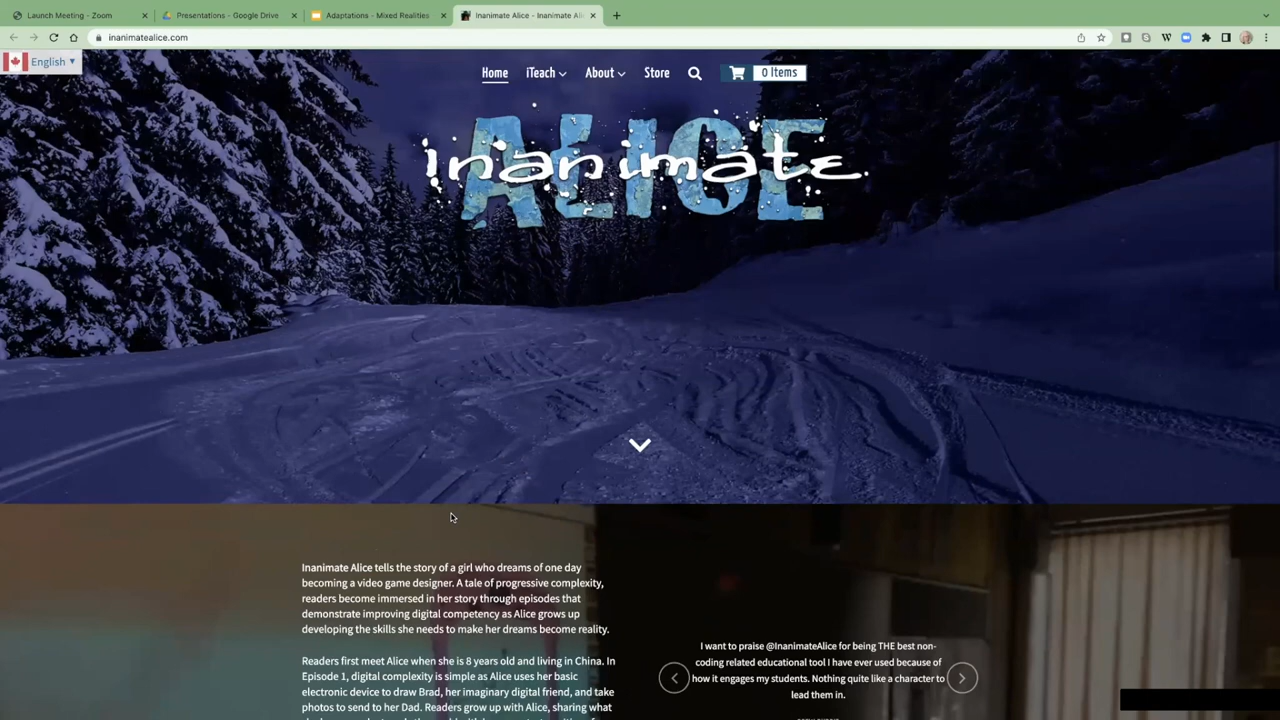 Launch Meeting - Zoom
Presentations - Google Drive
Adaptations - Mixed Realities
Inanimate Alice - Inanimate Ali
inanimatealice.com
English
Home
iTeach
About
Store
0 Items
ALICE
inanimate
Inanimate Alice tells the story of a girl who dreams of one day
becoming a video game designer. A tale of progressive complexity,
readers become immersed in her story through episodes that
demonstrate improving digital competency as Alice grows up
developing the skills she needs to make her dreams become reality.
Readers first meet Alice when she is 8 years old and living in China. In
Episode 1, digital complexity is simple as Alice uses her basic
electronic device to draw Brad, her imaginary digital friend, and take
photos to send to her Dad. Readers grow up with Alice, sharing what
I want to praise @InanimateAlice for being THE best non-
coding related educational tool I have ever used because of
how it engages my students. Nothing quite like a character to
lead them in.